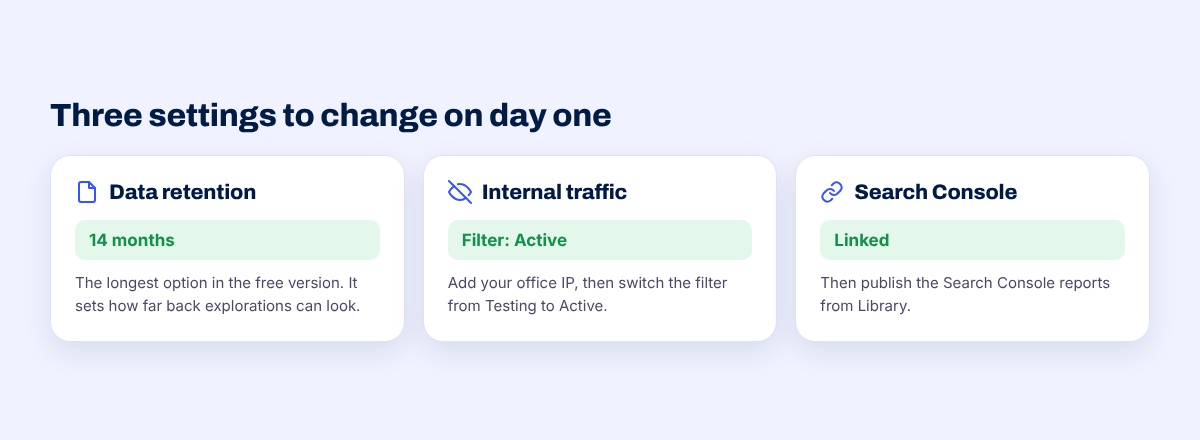 Three settings to change on day one
Data retention
14 months
The longest option in the free version. It
sets how far back explorations can look.
Internal traffic
Filter: Active
Add your office IP, then switch the filter
from Testing to Active.
Search Console
Linked
Then publish the Search Console reports
from Library.